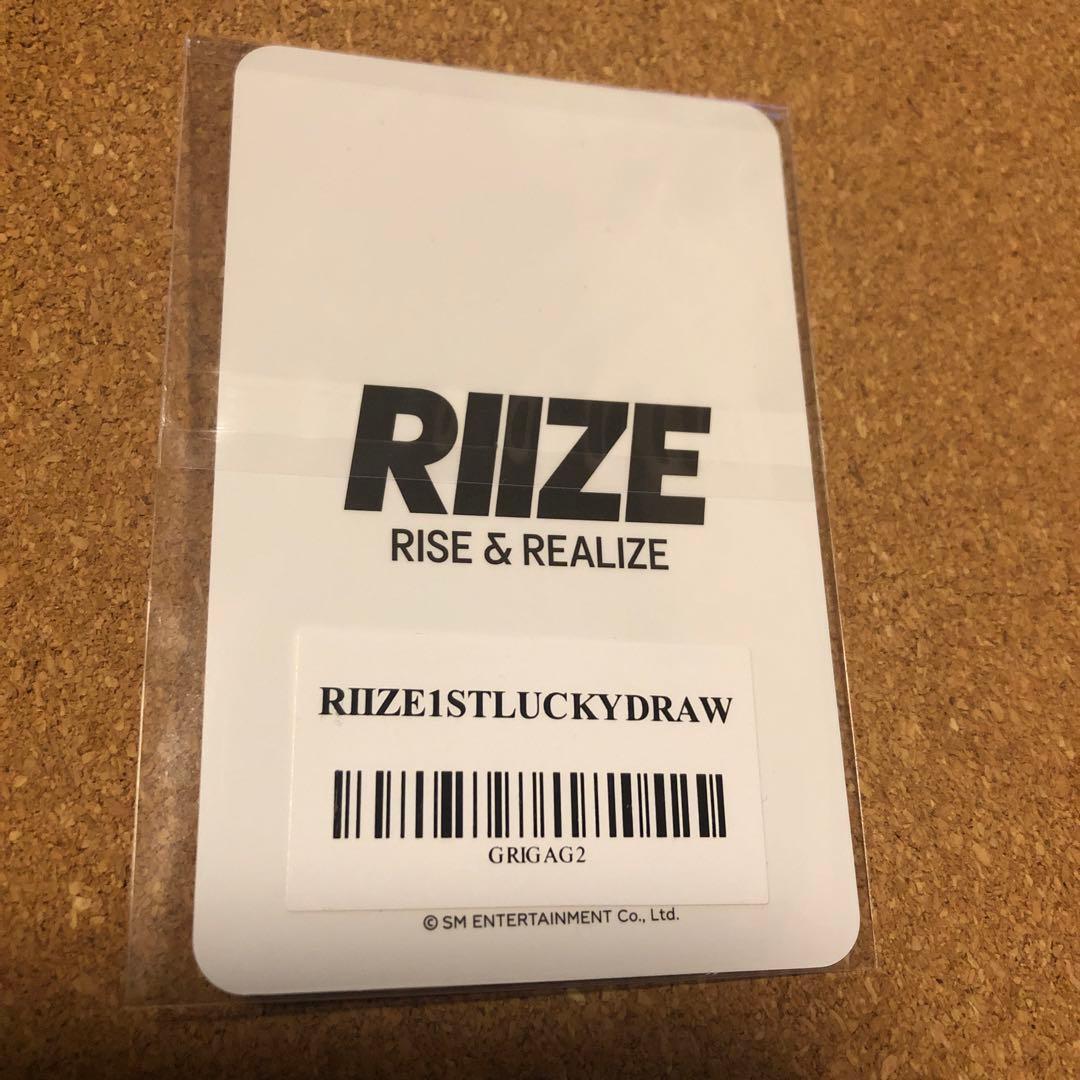 RIIZE
RISE & REALIZE
RIIZE1STLUCKYDRAW
GRIGAG2
© SM ENTERTAINMENT Co., Ltd.